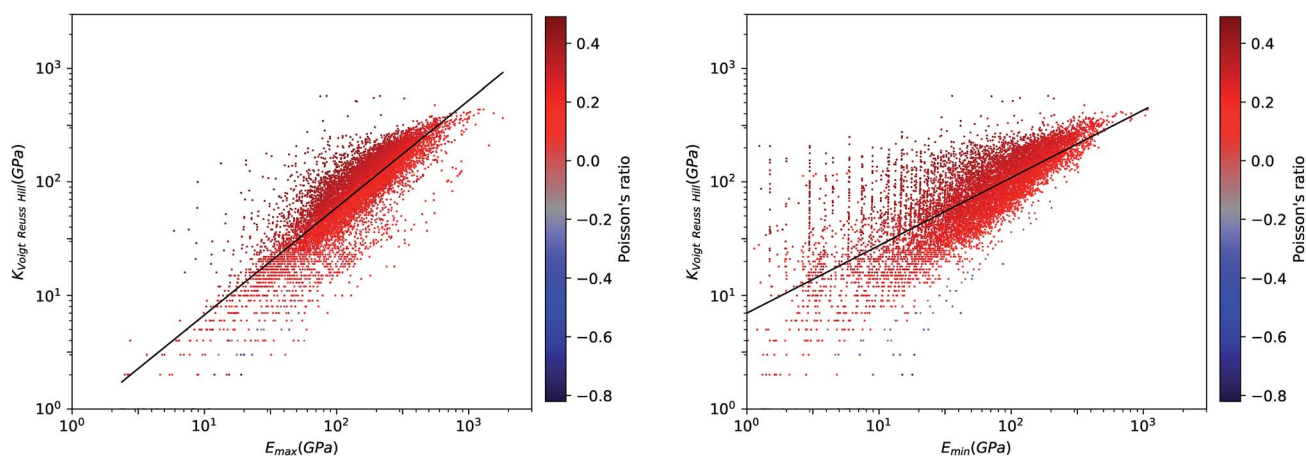 10³
10²
10¹
10⁰
K_Voigt Reuss Hill(GPa)
10⁰ 10¹ 10² 10³
E_max(GPa)
0.4
0.2
0.0
−0.2
−0.4
−0.6
−0.8
Poisson's ratio
10³
10²
10¹
10⁰
K_Voigt Reuss Hill(GPa)
10⁰ 10¹ 10² 10³
E_min(GPa)
0.4
0.2
0.0
−0.2
−0.4
−0.6
−0.8
Poisson's ratio